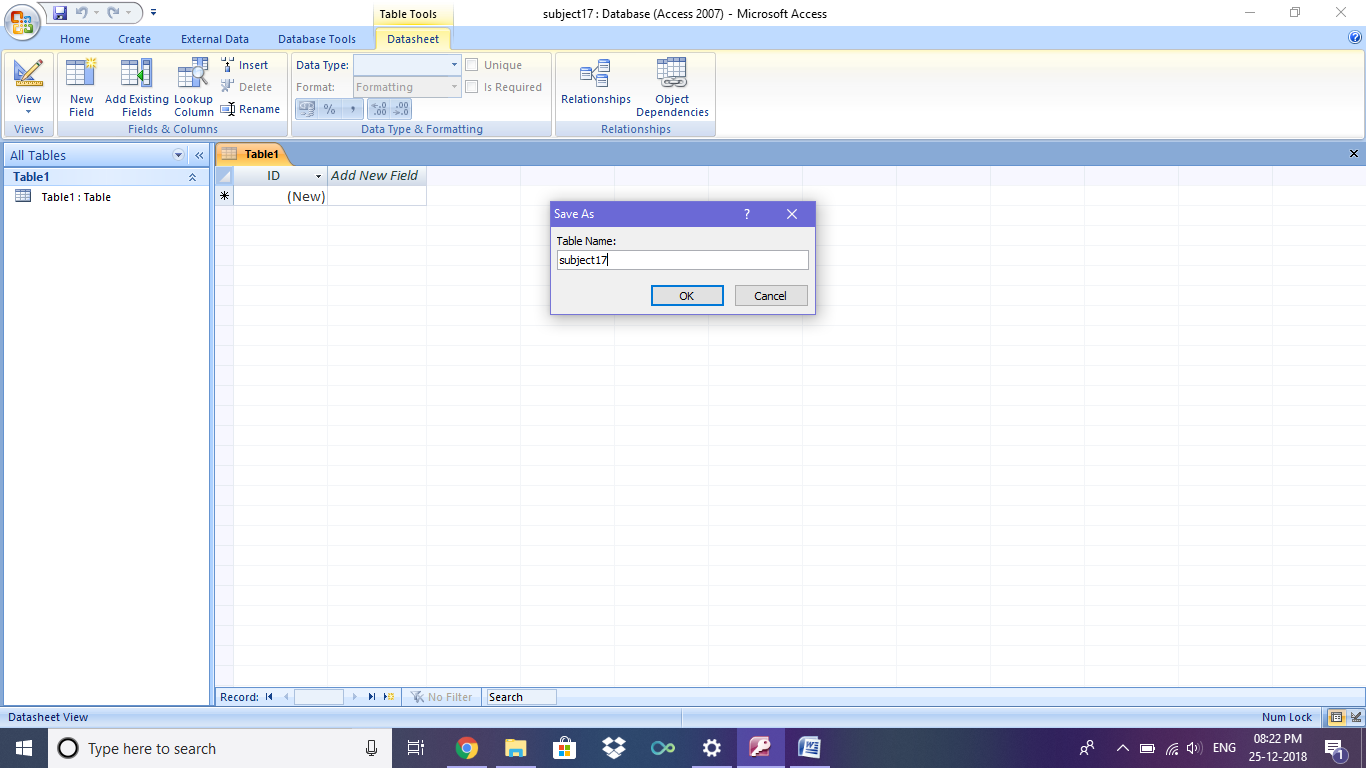 Table Tools
subject17 : Database (Access 2007) - Microsoft Access
Home Create External Data Database Tools Datasheet
View
Views
New Field
Add Existing Fields
Lookup Column
Insert
Delete
Rename
Fields & Columns
Data Type:
Format: Formatting
% , .00 .00
Unique
Is Required
Data Type & Formatting
Relationships
Object Dependencies
Relationships
All Tables
Table1
Table1 : Table
Table1
ID Add New Field
(New)
Save As ?
Table Name:
subject17
OK Cancel
Record: No Filter Search
Datasheet View Num Lock
Type here to search
ENG
08:22 PM
25-12-2018
1